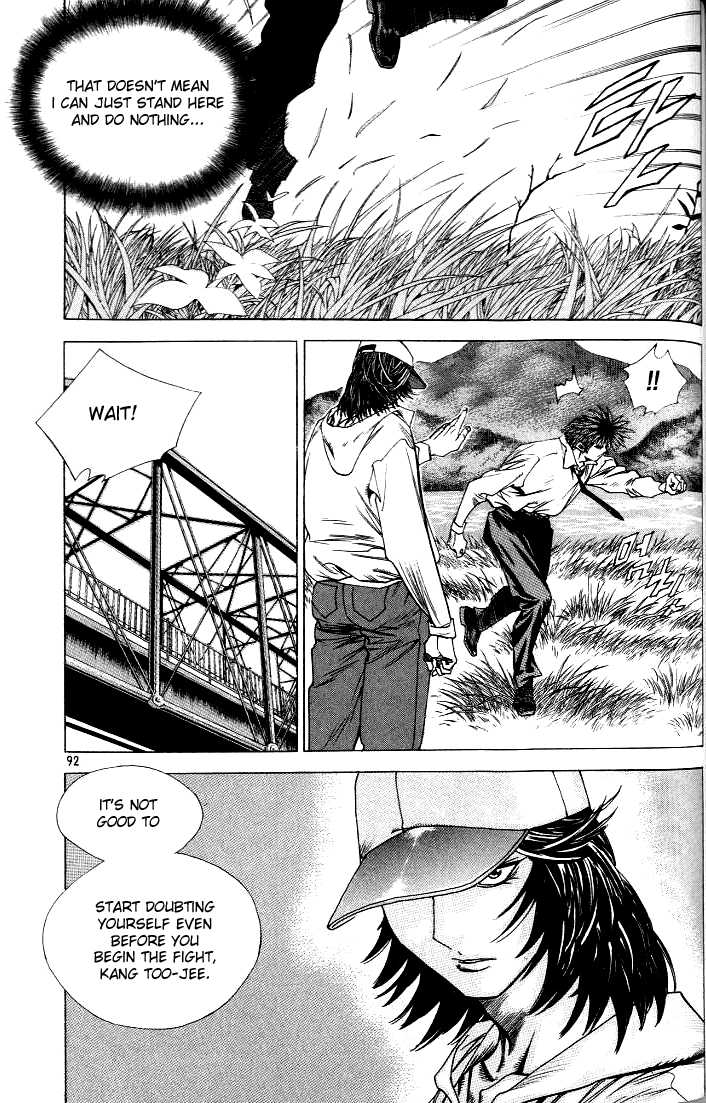 THAT DOESN'T MEAN
I CAN JUST STAND HERE
AND DO NOTHING...
타
WAIT!
!!
92
IT'S NOT
GOOD TO
START DOUBTING
YOURSELF EVEN
BEFORE YOU
BEGIN THE FIGHT,
KANG TOO-JEE.